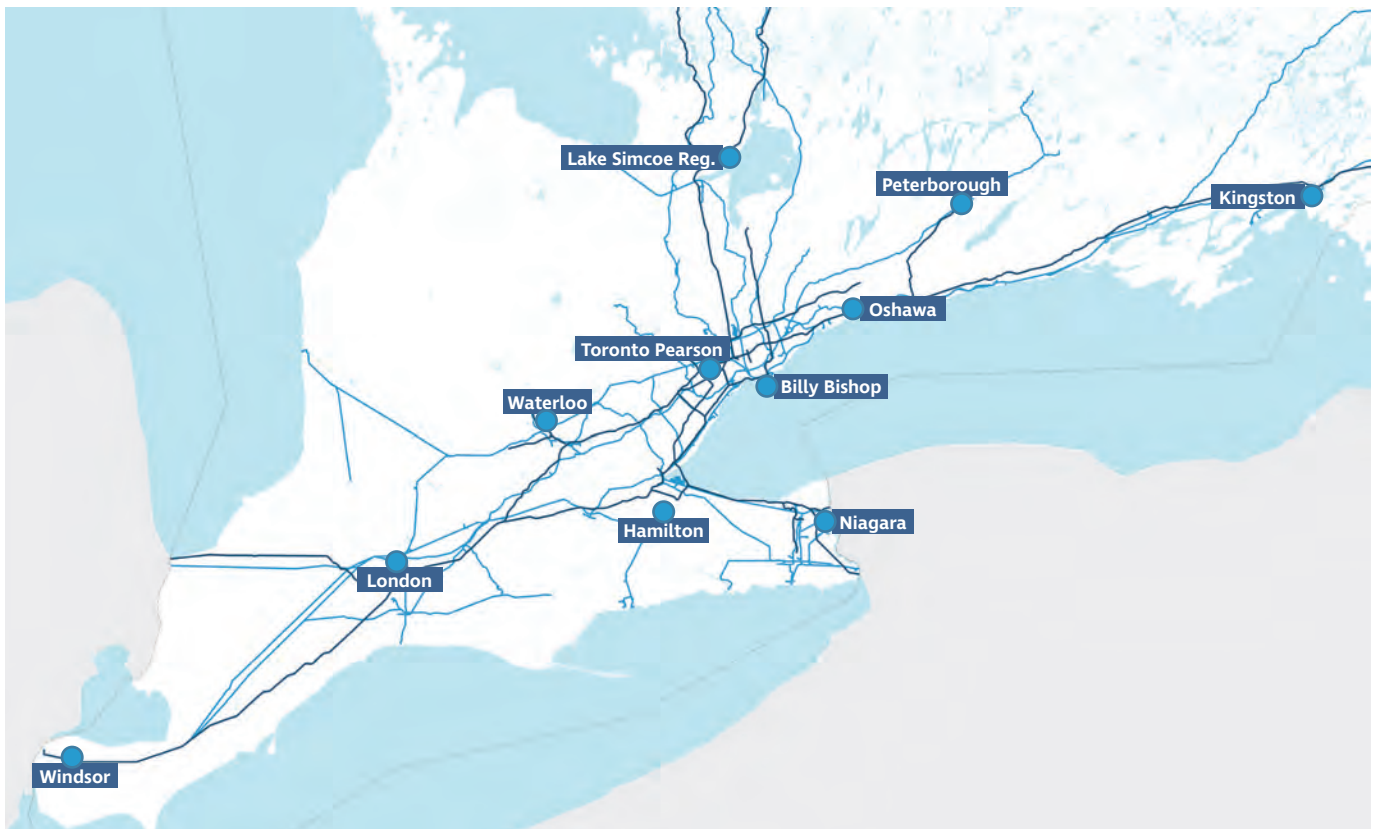 Lake Simcoe Reg.
Peterborough
Kingston
Oshawa
Toronto Pearson
Billy Bishop
Waterloo
Niagara
Hamilton
London
Windsor